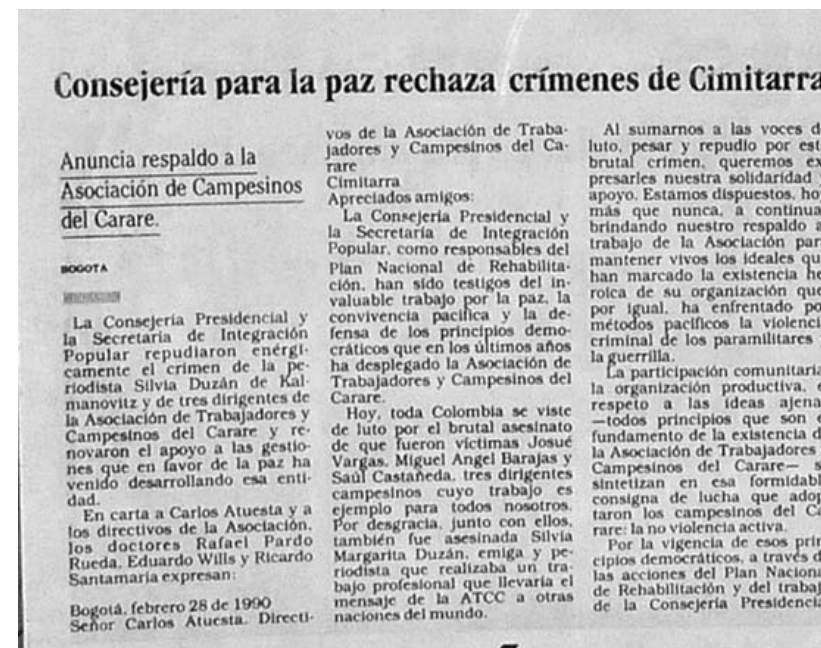 Consejería para la paz rechaza crímenes de Cimitarra
Anuncia respaldo a la
Asociación de Campesinos
del Carare.
BOGOTA
La Consejería Presidencial y
la Secretaría de Integración
Popular repudiaron enérgi-
camente el crimen de la pe-
riodista Silvia Duzán de Kal-
manovitz y de tres dirigentes de
la Asociación de Trabajadores y
Campesinos del Carare y re-
novaron el apoyo a las gestio-
nes que en favor de la paz ha
venido desarrollando esa enti-
dad.
En carta a Carlos Atuesta y a
los directivos de la Asociación,
los doctores Rafael Pardo
Rueda, Eduardo Wills y Ricardo
Santamaría expresan:
Bogotá, febrero 28 de 1990
Señor Carlos Atuesta. Directi-
vos de la Asociación de Traba-
jadores y Campesinos del Ca-
rare
Cimitarra
Apreciados amigos:
La Consejería Presidencial y
la Secretaría de Integración
Popular, como responsables del
Plan Nacional de Rehabilita-
ción, han sido testigos del in-
valuable trabajo por la paz, la
convivencia pacífica y la de-
fensa de los principios demo-
cráticos que en los últimos años
ha desplegado la Asociación de
Trabajadores y Campesinos del
Carare.
Hoy, toda Colombia se viste
de luto por el brutal asesinato
de que fueron víctimas Josué
Vargas, Miguel Angel Barajas y
Saúl Castañeda, tres dirigentes
campesinos cuyo trabajo es
ejemplo para todos nosotros.
Por desgracia, junto con ellos,
también fue asesinada Silvia
Margarita Duzán, emiga y pe-
riodista que realizaba un tra-
bajo profesional que llevaría el
mensaje de la ATCC a otras
naciones del mundo.
Al sumarnos a las voces d
luto, pesar y repudio por est
brutal crimen, queremos ex
presarles nuestra solidaridad
apoyo. Estamos dispuestos, ho
más que nunca, a continua
brindando nuestro respaldo a
trabajo de la Asociación par
mantener vivos los ideales qu
han marcado la existencia he
roica de su organización que
por igual, ha enfrentado po
métodos pacíficos la violenci
criminal de los paramilitares
la guerrilla.
La participación comunitaria
la organización productiva, e
respeto a las ideas ajena
—todos principios que son e
fundamento de la existencia d
la Asociación de Trabajadores
Campesinos del Carare— s
sintetizan en esa formidabl
consigna de lucha que adop
taron los campesinos del Ca
rare: la no violencia activa.
Por la vigencia de esos prin
cipios democráticos, a través d
las acciones del Plan Naciona
de Rehabilitación y del trabaj
de la Consejería Presidencia